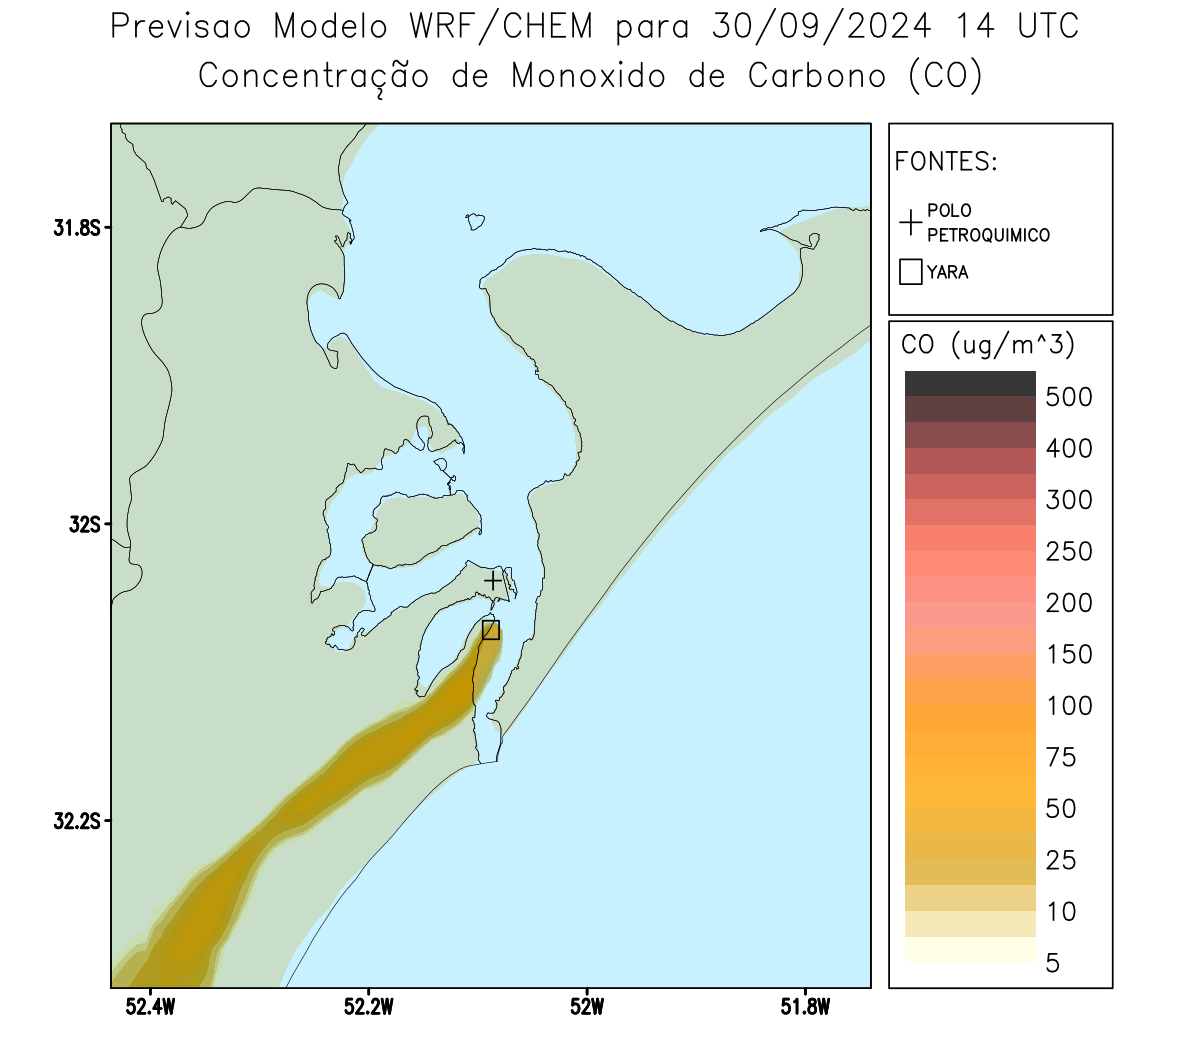 Previsao Modelo WRF/CHEM para 30/09/2024 14 UTC
Concentração de Monoxido de Carbono (CO)
FONTES:
POLO
PETROQUIMICO
YARA
31.8S
32S
32.2S
52.4W
52.2W
52W
51.8W
CO (ug/m^3)
500
400
300
250
200
150
100
75
50
25
10
5